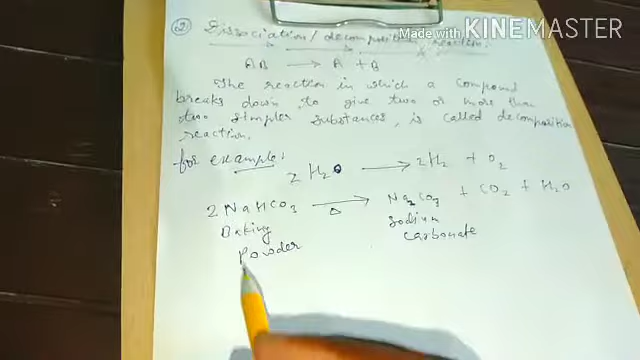 Made with KINEMASTER
02 Dissociation/decomposition reaction:
AB → A + B
The reaction in which a compound
breaks down to give two or more than
two simpler substances, is called decomposition
reaction.
for example:
2 H2O → 2H2 + O2
2 NaHCO3 → Na2CO3 + CO2 + H2O
Δ
Baking
Powder
Sodium
Carbonate